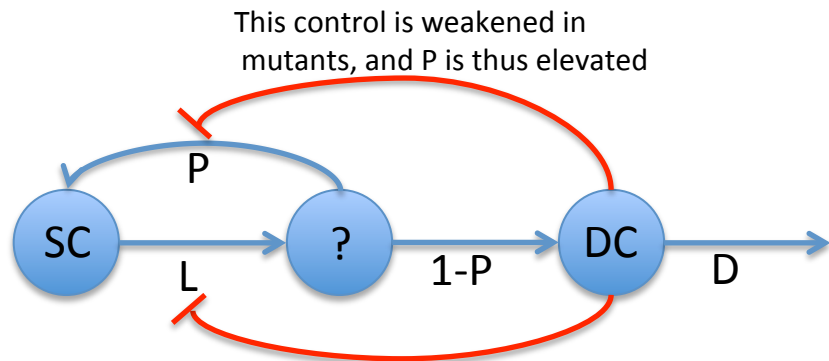 This control is weakened in
mutants, and P is thus elevated
P
SC
?
DC
L
1-P
D